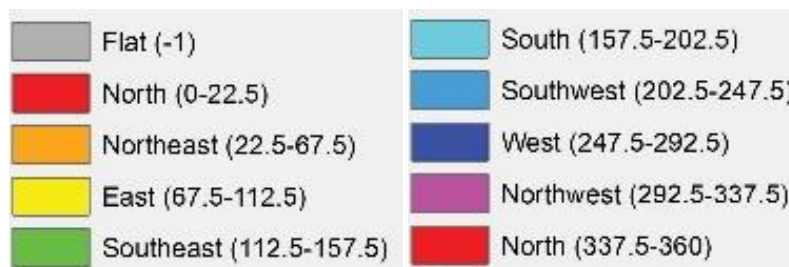 Flat (-1)
North (0-22.5)
Northeast (22.5-67.5)
East (67.5-112.5)
Southeast (112.5-157.5)
South (157.5-202.5)
Southwest (202.5-247.5)
West (247.5-292.5)
Northwest (292.5-337.5)
North (337.5-360)